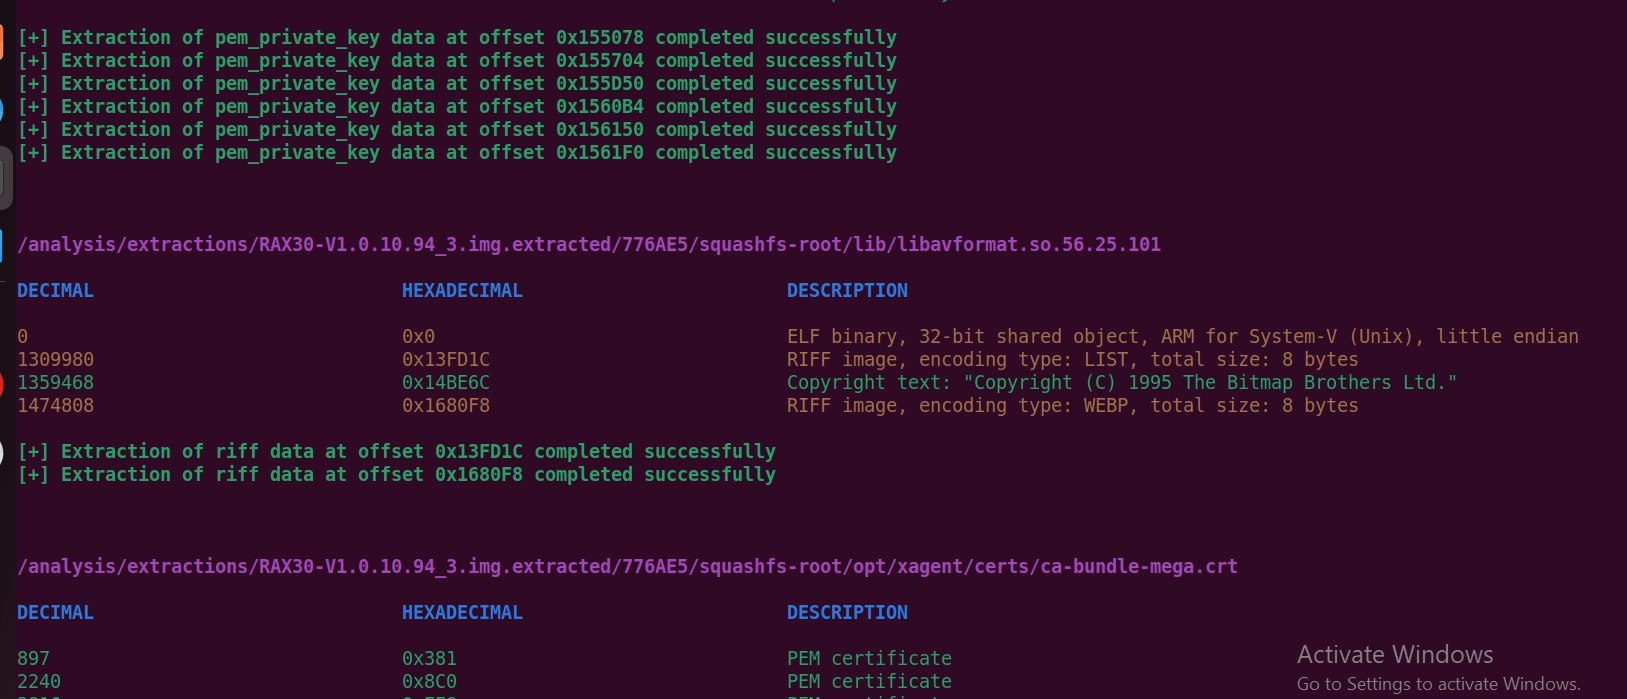 [+] Extraction of pem_private_key data at offset 0x155078 completed successfully
[+] Extraction of pem_private_key data at offset 0x155704 completed successfully
[+] Extraction of pem_private_key data at offset 0x155D50 completed successfully
[+] Extraction of pem_private_key data at offset 0x1560B4 completed successfully
[+] Extraction of pem_private_key data at offset 0x156150 completed successfully
[+] Extraction of pem_private_key data at offset 0x1561F0 completed successfully
/analysis/extractions/RAX30-V1.0.10.94_3.img.extracted/776AE5/squashfs-root/lib/libavformat.so.56.25.101
DECIMAL HEXADECIMAL DESCRIPTION
0 0x0 ELF binary, 32-bit shared object, ARM for System-V (Unix), little endian
1309980 0x13FD1C RIFF image, encoding type: LIST, total size: 8 bytes
1359468 0x14BE6C Copyright text: "Copyright (C) 1995 The Bitmap Brothers Ltd."
1474808 0x1680F8 RIFF image, encoding type: WEBP, total size: 8 bytes
[+] Extraction of riff data at offset 0x13FD1C completed successfully
[+] Extraction of riff data at offset 0x1680F8 completed successfully
/analysis/extractions/RAX30-V1.0.10.94_3.img.extracted/776AE5/squashfs-root/opt/xagent/certs/ca-bundle-mega.crt
DECIMAL HEXADECIMAL DESCRIPTION
897 0x381 PEM certificate
2240 0x8C0 PEM certificate
Activate Windows
Go to Settings to activate Windows.